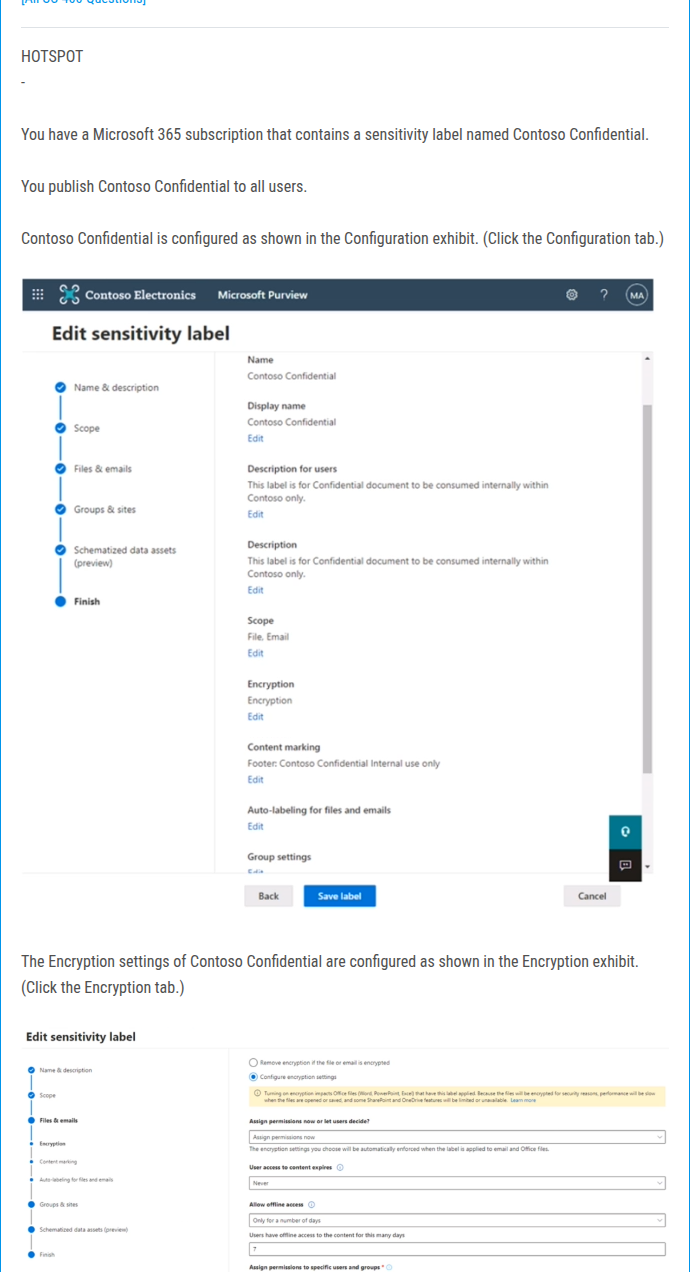 [All SC-400 Questions]
HOTSPOT
-
You have a Microsoft 365 subscription that contains a sensitivity label named Contoso Confidential.
You publish Contoso Confidential to all users.
Contoso Confidential is configured as shown in the Configuration exhibit. (Click the Configuration tab.)
Contoso Electronics Microsoft Purview ? MA
Edit sensitivity label
Name & description
Scope
Files & emails
Groups & sites
Schematized data assets
(preview)
Finish
Name
Contoso Confidential
Display name
Contoso Confidential
Edit
Description for users
This label is for Confidential document to be consumed internally within
Contoso only.
Edit
Description
This label is for Confidential document to be consumed internally within
Contoso only.
Edit
Scope
File, Email
Edit
Encryption
Encryption
Edit
Content marking
Footer: Contoso Confidential Internal use only
Edit
Auto-labeling for files and emails
Edit
Group settings
Edit
Back Save label Cancel
The Encryption settings of Contoso Confidential are configured as shown in the Encryption exhibit.
(Click the Encryption tab.)
Edit sensitivity label
Name & description
Scope
Files & emails
Encryption
Content marking
Auto-labeling for files and emails
Groups & sites
Schematized data assets (preview)
Finish
Remove encryption if the file or email is encrypted
Configure encryption settings
Turning on encryption impacts Office files (Word, PowerPoint, Excel) that have this label applied. Because the files will be encrypted for security reasons, performance will be slow
when the files are opened or saved, and some SharePoint and OneDrive features will be limited or unavailable. Learn more
Assign permissions now or let users decide?
Assign permissions now
The encryption settings you choose will be automatically enforced when the label is applied to email and Office files.
User access to content expires
Never
Allow offline access
Only for a number of days
Users have offline access to the content for this many days
7
Assign permissions to specific users and groups *